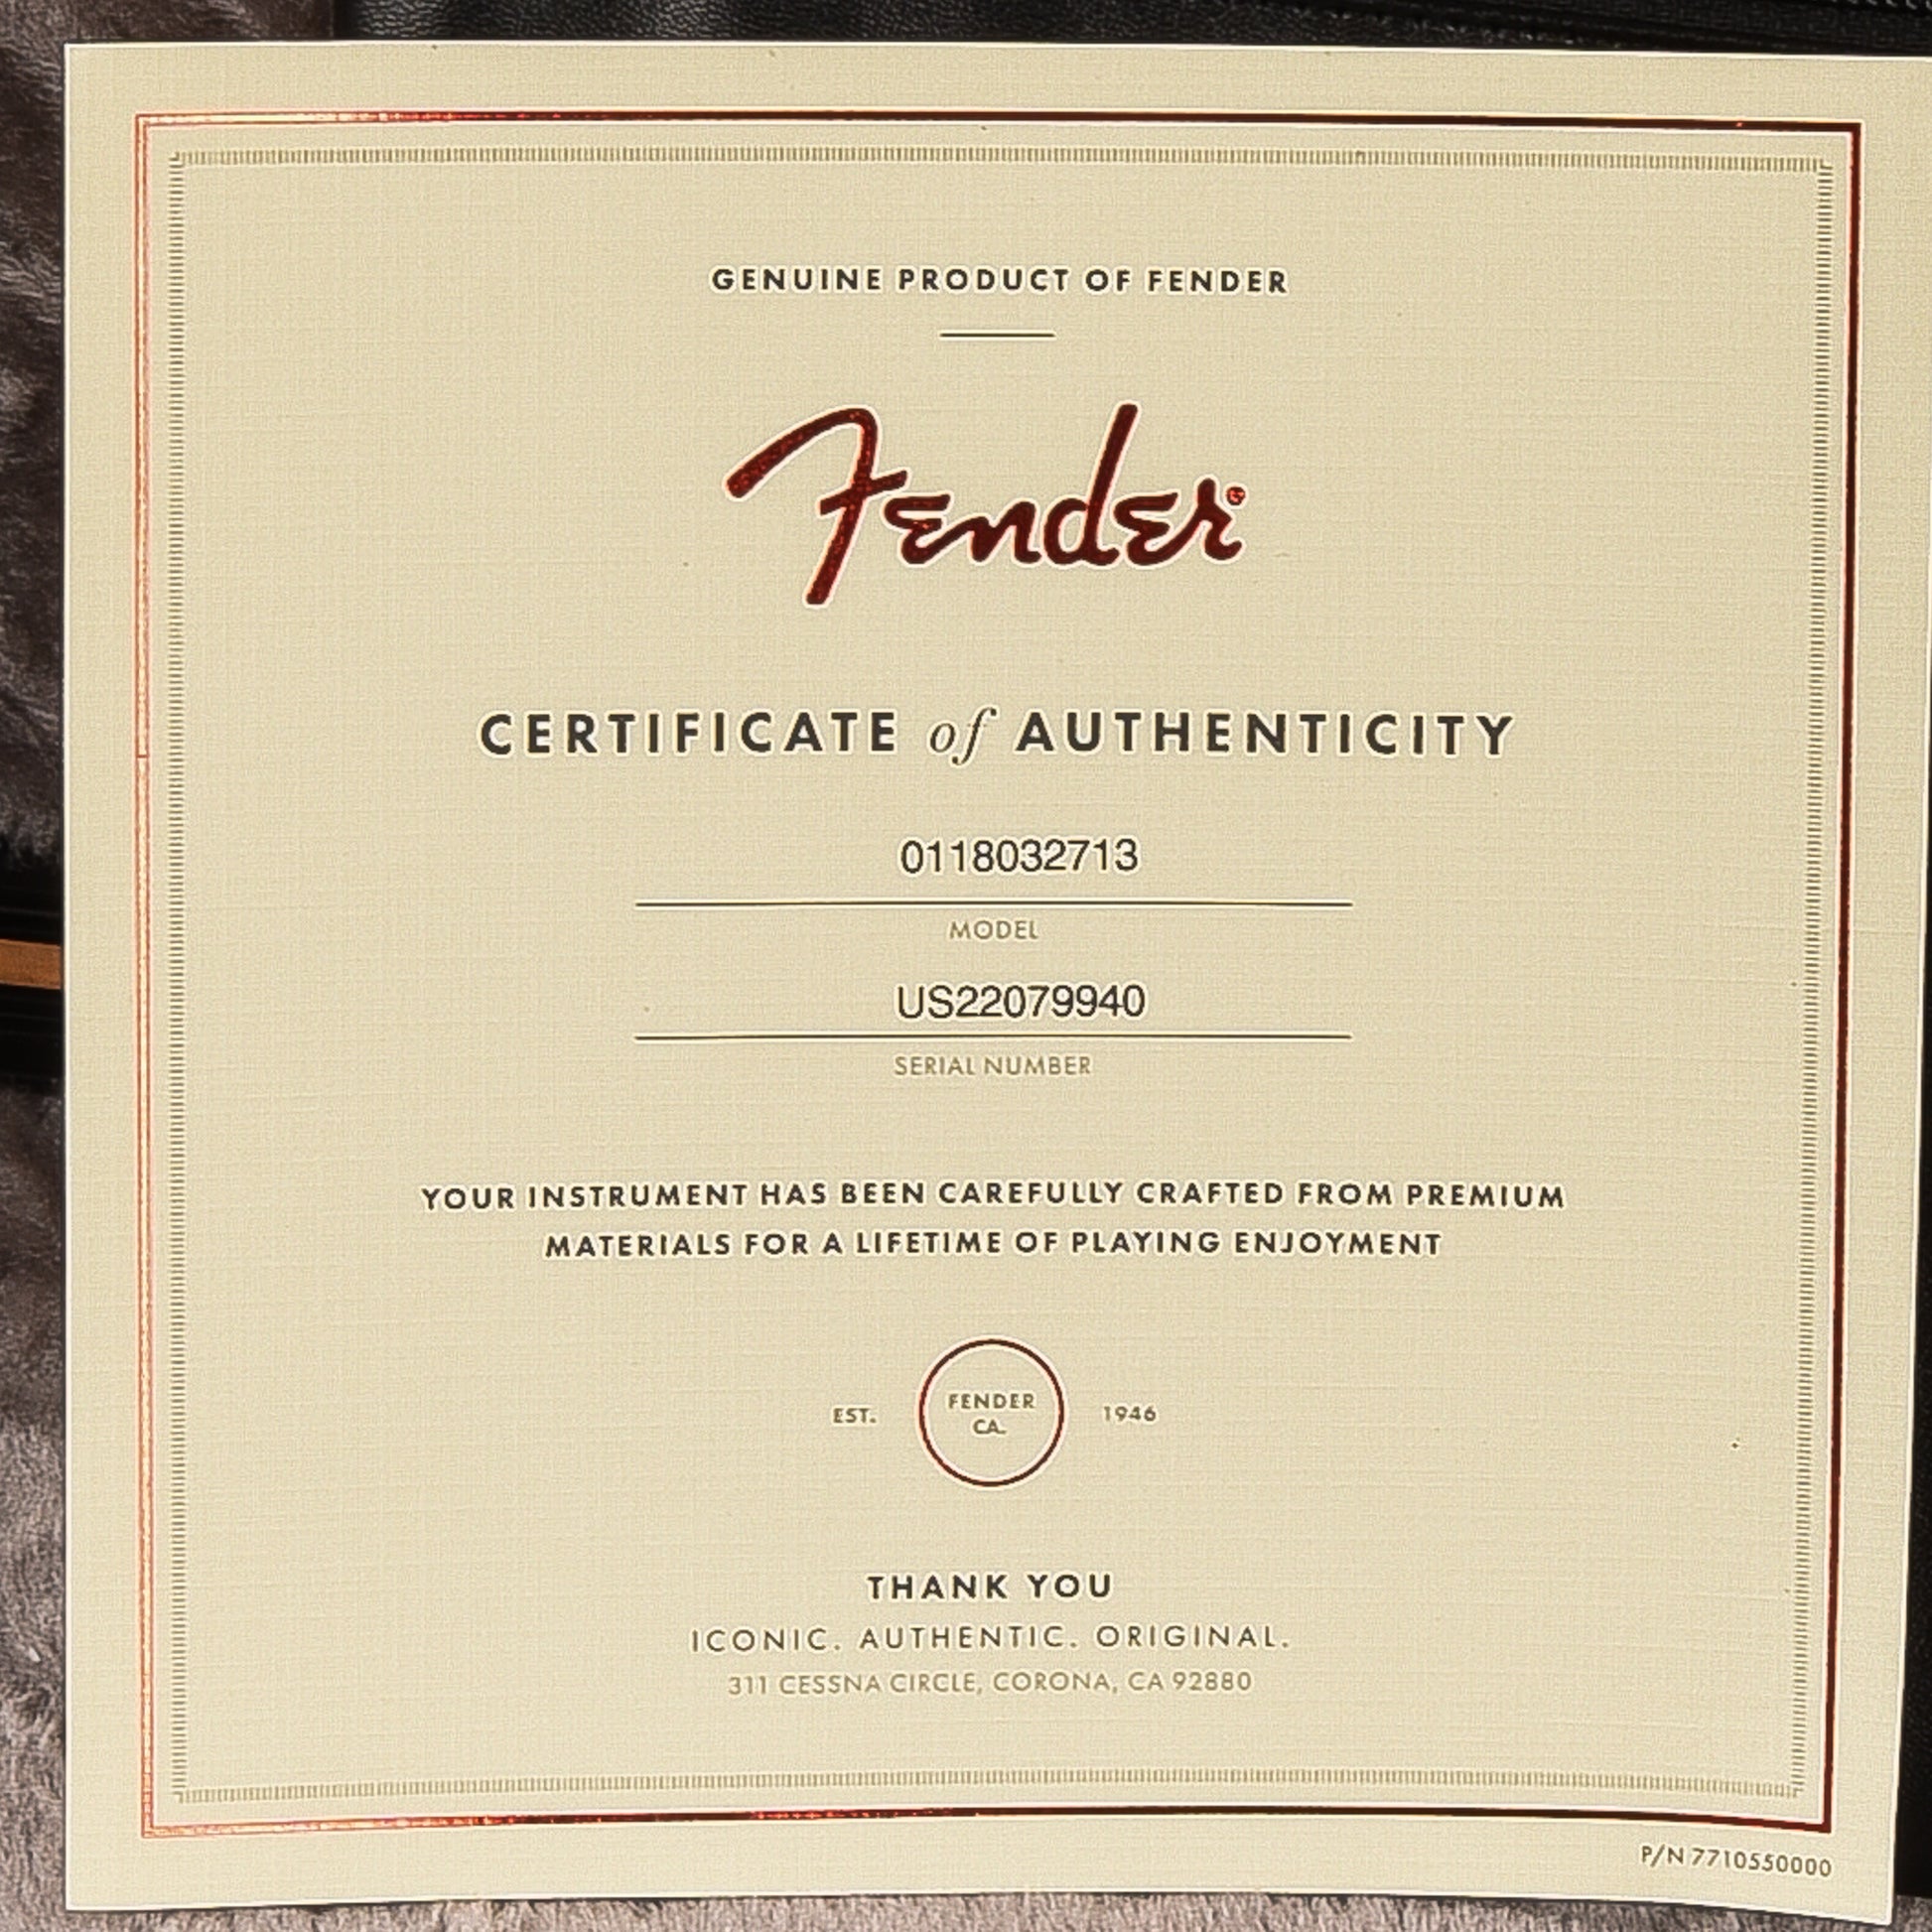 GENUINE PRODUCT OF FENDER
Fender®
CERTIFICATE of AUTHENTICITY
0118032713
MODEL
US22079940
SERIAL NUMBER
YOUR INSTRUMENT HAS BEEN CAREFULLY CRAFTED FROM PREMIUM
MATERIALS FOR A LIFETIME OF PLAYING ENJOYMENT
EST. FENDER 1946
CA.
THANK YOU
ICONIC. AUTHENTIC. ORIGINAL.
311 CESSNA CIRCLE, CORONA, CA 92880
P/N 7710550000